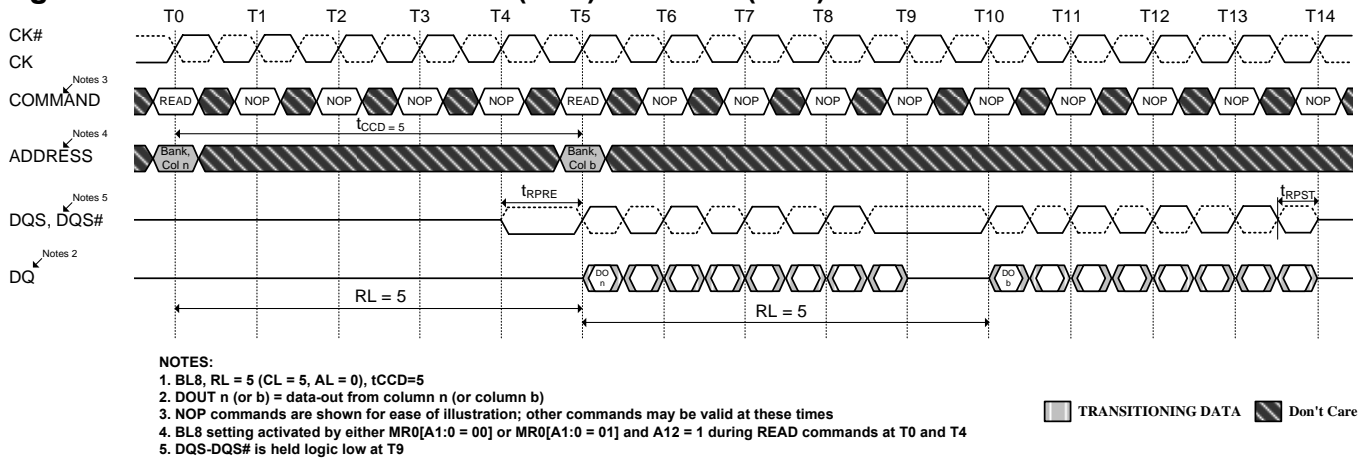 T0 T1 T2 T3 T4 T5 T6 T7 T8 T9 T10 T11 T12 T13 T14
CK#
CK
Notes 3
COMMAND
READ NOP NOP NOP NOP READ NOP NOP NOP NOP NOP NOP NOP NOP NOP
tCCD = 5
Notes 4
ADDRESS
Bank, Col n
Bank, Col b
tRPRE
tRPST
Notes 5
DQS, DQS#
Notes 2
DQ
DO n
DO b
RL = 5
RL = 5
NOTES:
1. BL8, RL = 5 (CL = 5, AL = 0), tCCD=5
2. DOUT n (or b) = data-out from column n (or column b)
3. NOP commands are shown for ease of illustration; other commands may be valid at these times
4. BL8 setting activated by either MR0[A1:0 = 00] or MR0[A1:0 = 01] and A12 = 1 during READ commands at T0 and T4
5. DQS-DQS# is held logic low at T9
TRANSITIONING DATA
Don't Care